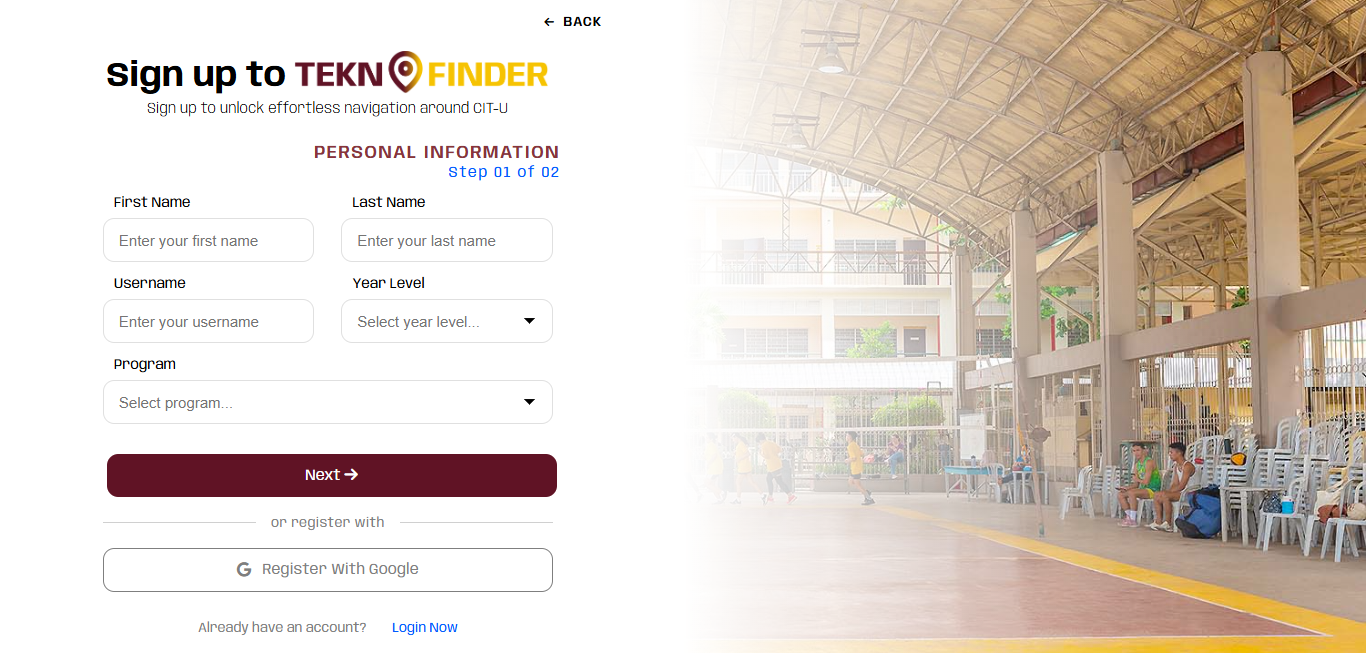 ← BACK
Sign up to TEKNOFINDER
Sign up to unlock effortless navigation around CIT-U
PERSONAL INFORMATION
Step 01 of 02
First Name Last Name
Enter your first name Enter your last name
Username Year Level
Enter your username Select year level...
Program
Select program...
Next →
or register with
G Register With Google
Already have an account? Login Now